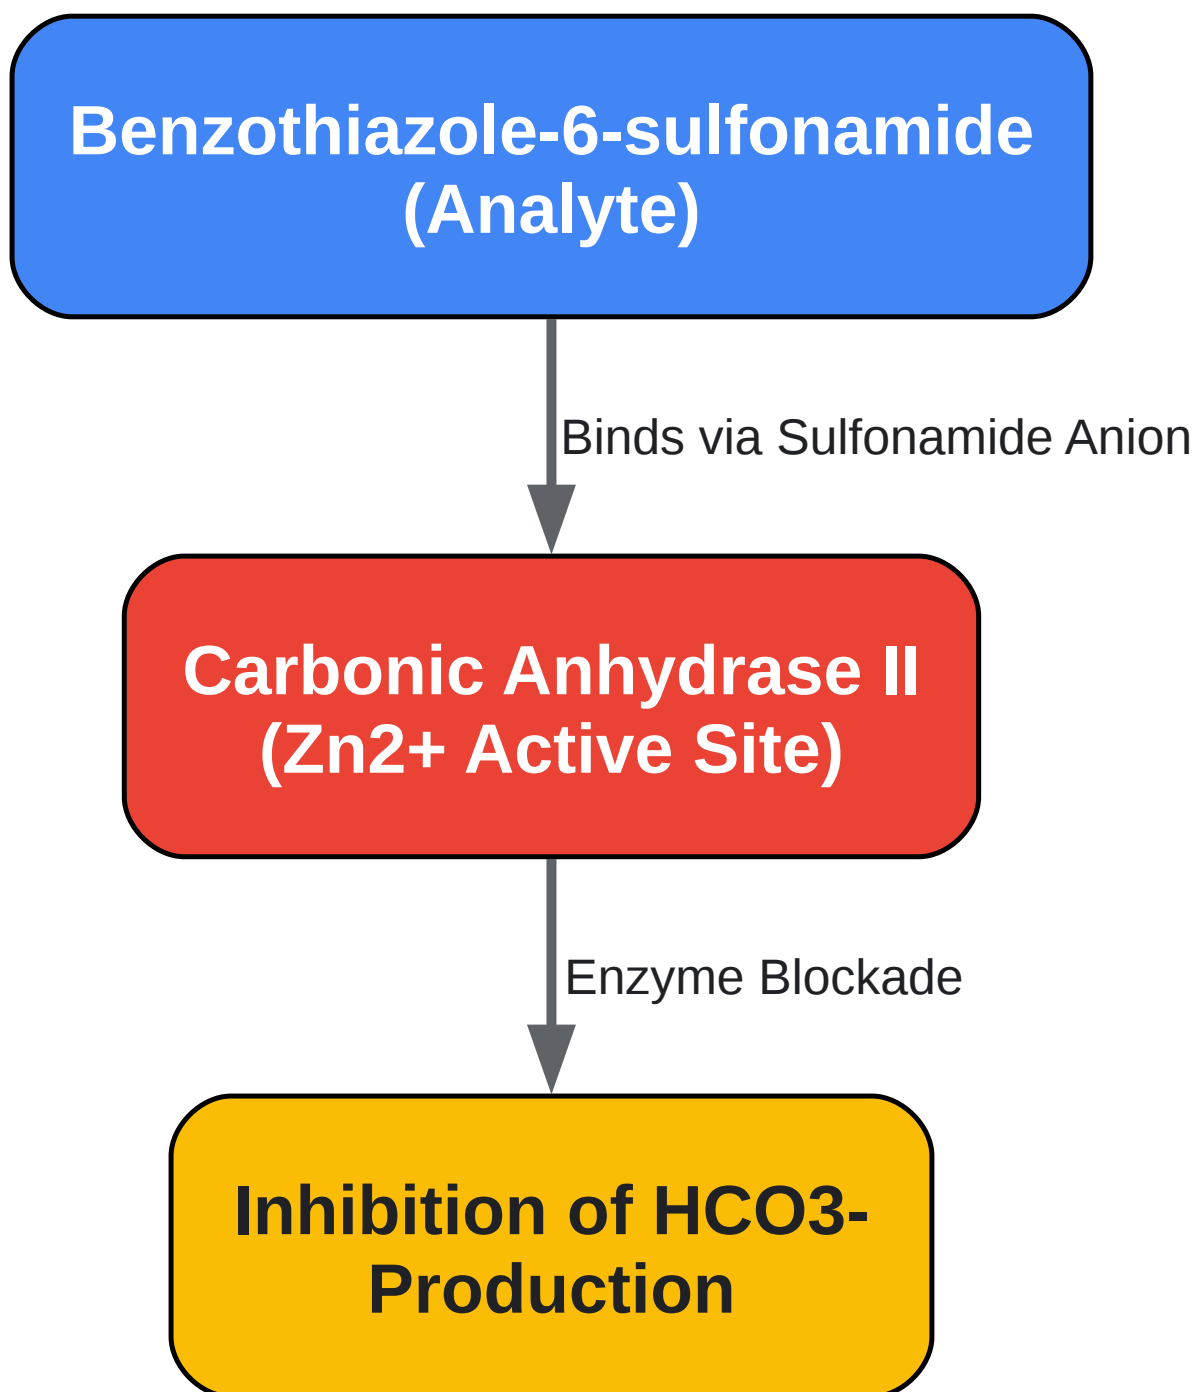 Benzothiazole-6-sulfonamide
(Analyte)
Binds via Sulfonamide Anion
Carbonic Anhydrase II
(Zn2+ Active Site)
Enzyme Blockade
Inhibition of HCO3-
Production